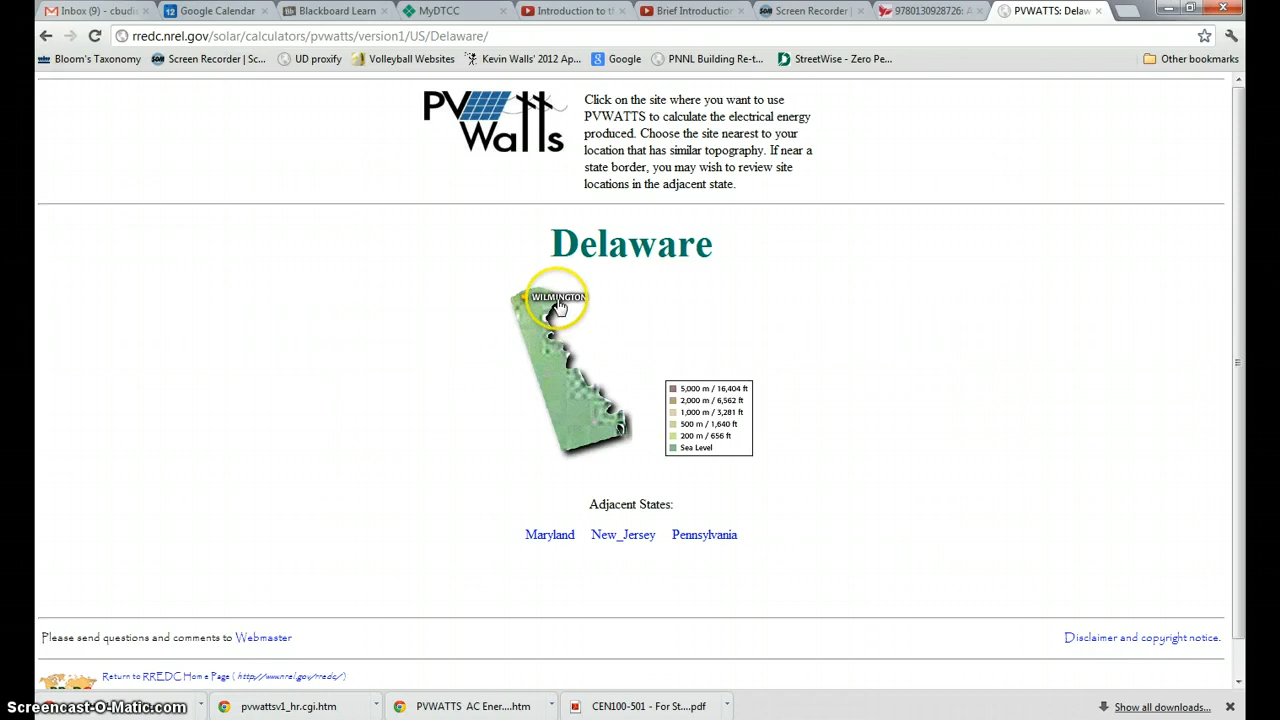 Inbox (9) - cbudis
Google Calendar
Blackboard Learn
MyDTCC
Introduction to th
Brief Introduction
Screen Recorder |
9780130928726: A
PVWATTS: Delaw
rredc.nrel.gov/solar/calculators/pvwatts/version1/US/Delaware/
Bloom's Taxonomy
Screen Recorder | Sc...
UD proxify
Volleyball Websites
Kevin Walls' 2012 Ap...
Google
PNNL Building Re-t...
StreetWise - Zero Pe...
Other bookmarks
PV Watts
Click on the site where you want to use
PVWATTS to calculate the electrical energy
produced. Choose the site nearest to your
location that has similar topography. If near a
state border, you may wish to review site
locations in the adjacent state.
Delaware
WILMINGTON
5,000 m / 16,404 ft
2,000 m / 6,562 ft
1,000 m / 3,281 ft
500 m / 1,640 ft
200 m / 656 ft
Sea Level
Adjacent States:
Maryland New_Jersey Pennsylvania
Please send questions and comments to Webmaster
Disclaimer and copyright notice.
Return to RREDC Home Page ( http://www.nrel.gov/rredc/ )
Screencast-O-Matic.com
pvwattsv1_hr.cgi.htm
PVWATTS AC Ener....htm
CEN100-501 - For St....pdf
Show all downloads...